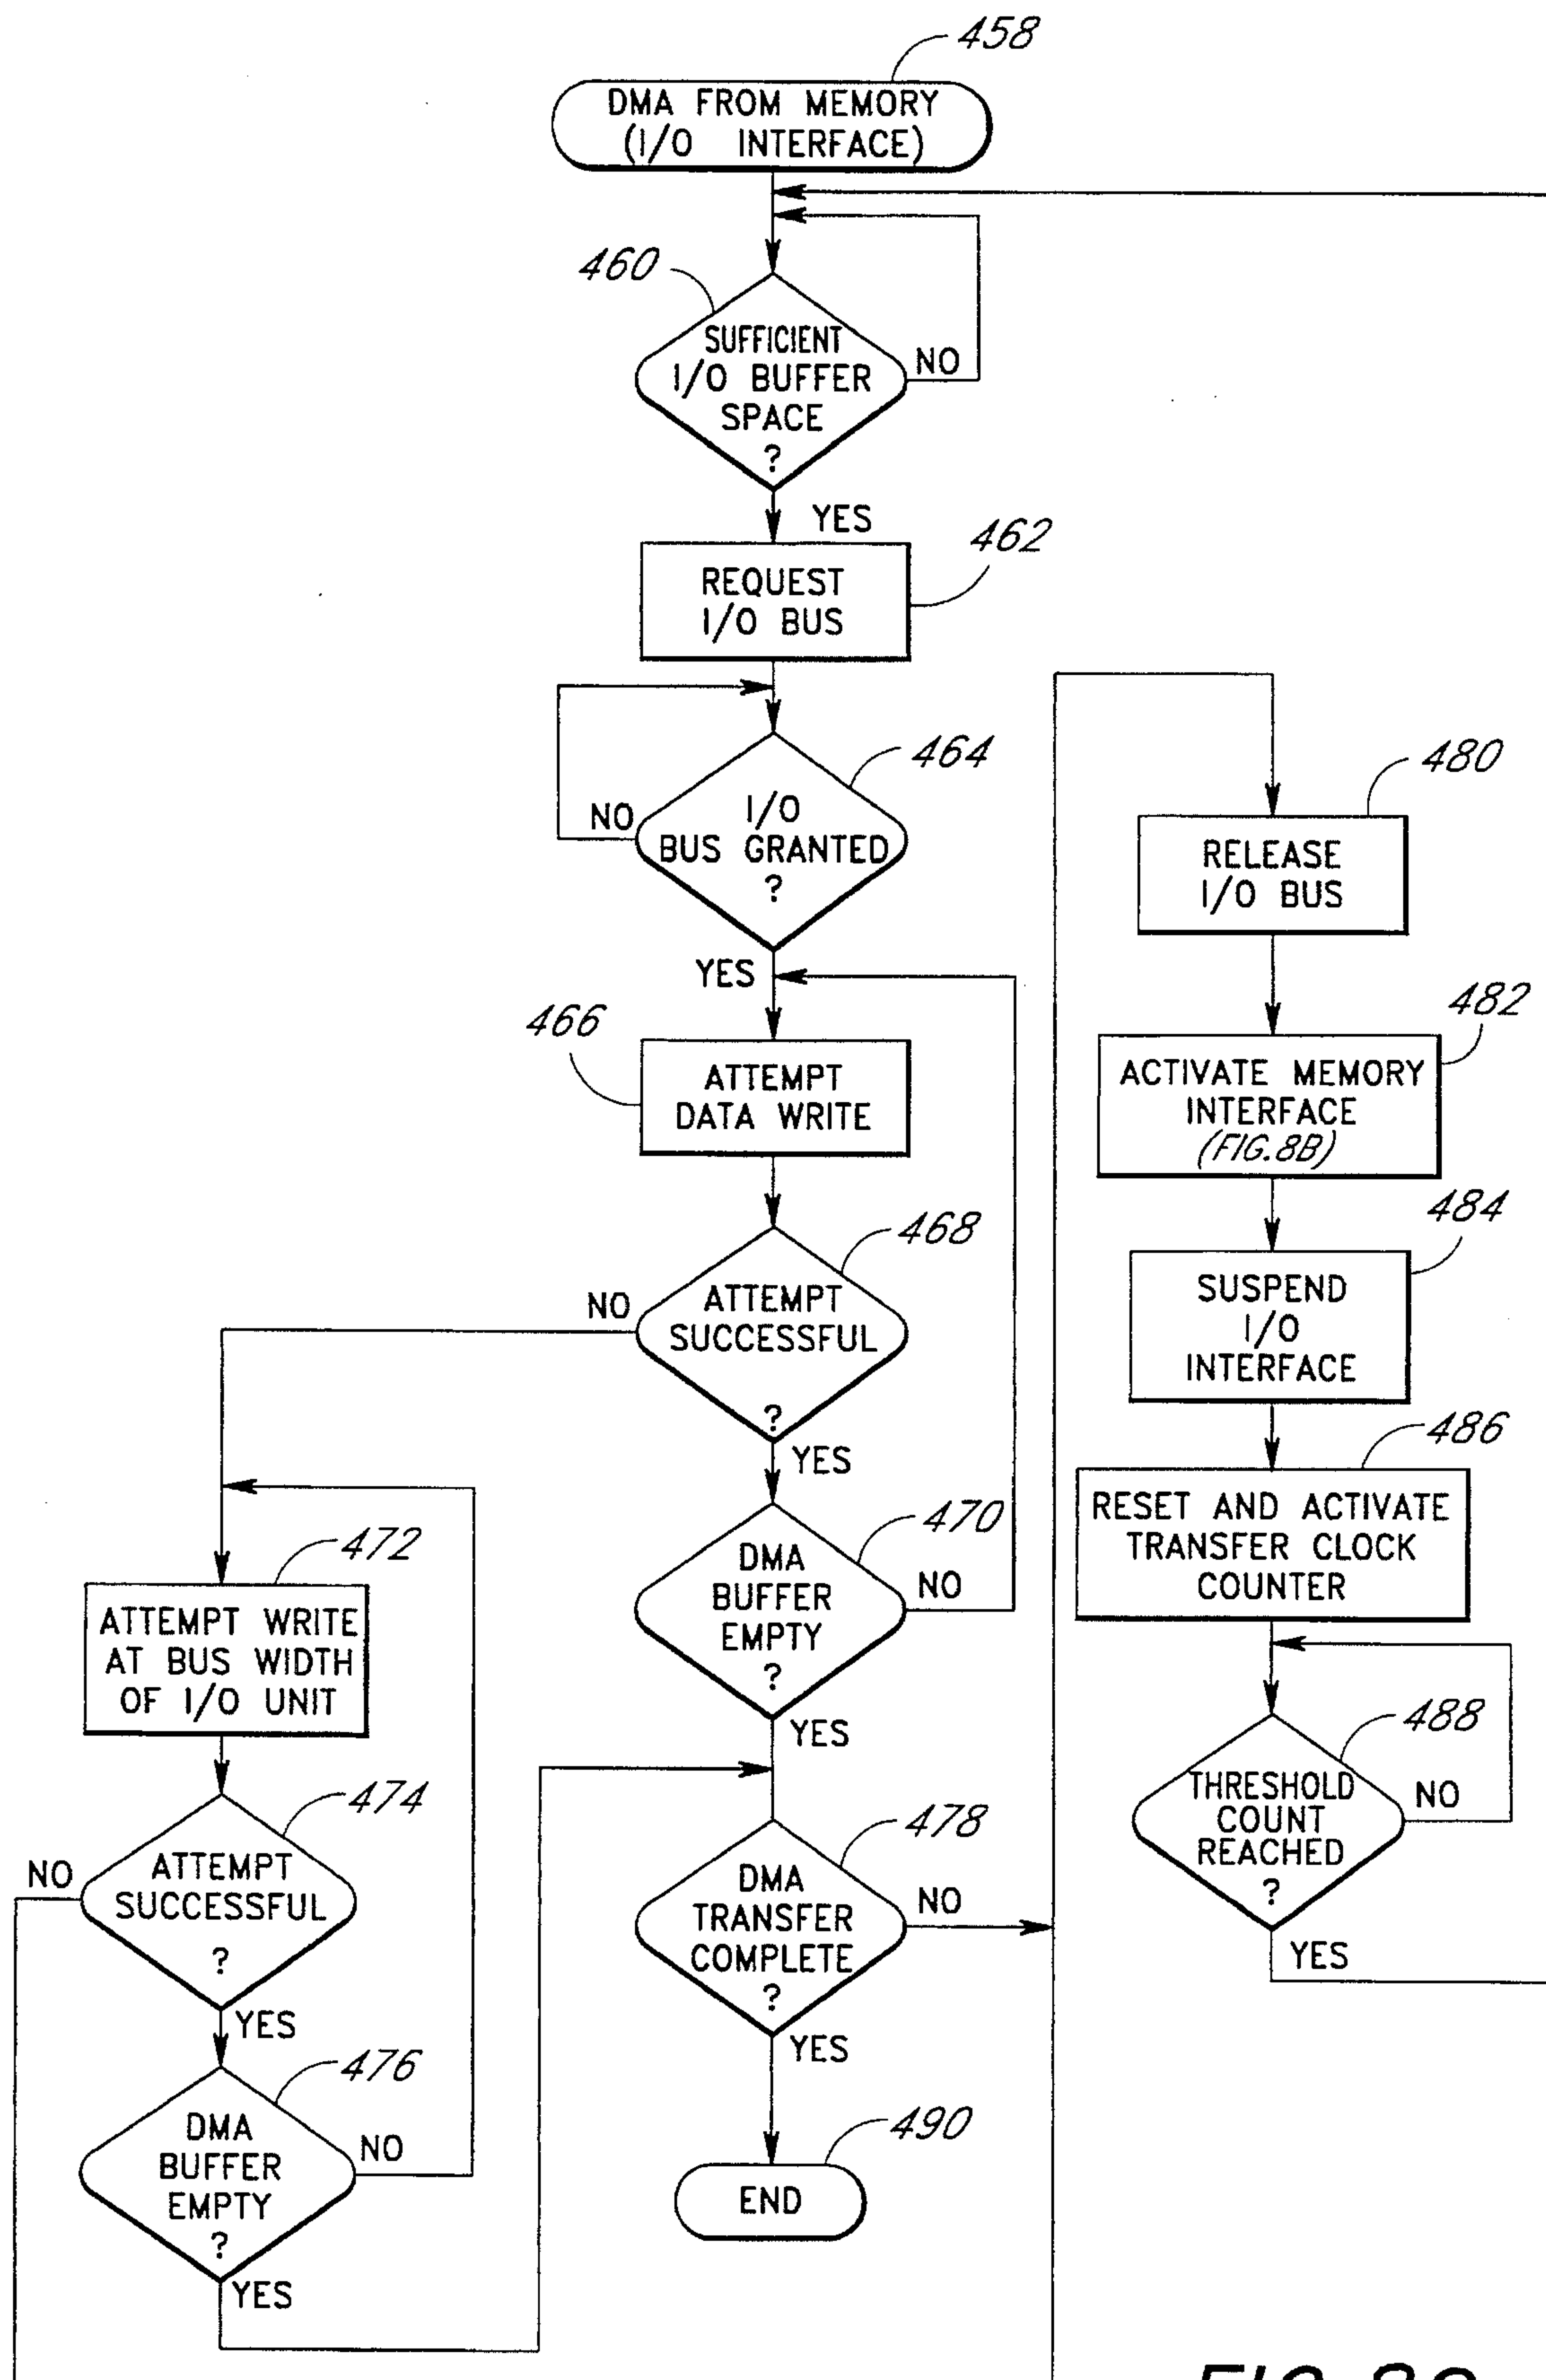 458
DMA FROM MEMORY
(I/O INTERFACE)
460
SUFFICIENT
I/O BUFFER
SPACE
?
NO
YES
462
REQUEST
I/O BUS
464
I/O
BUS GRANTED
?
NO
YES
466
ATTEMPT
DATA WRITE
468
ATTEMPT
SUCCESSFUL
?
NO
YES
470
DMA
BUFFER
EMPTY
?
NO
YES
472
ATTEMPT WRITE
AT BUS WIDTH
OF I/O UNIT
474
ATTEMPT
SUCCESSFUL
?
NO
YES
476
DMA
BUFFER
EMPTY
?
NO
YES
478
DMA
TRANSFER
COMPLETE
?
NO
YES
490
END
480
RELEASE
I/O BUS
482
ACTIVATE MEMORY
INTERFACE
(FIG.8B)
484
SUSPEND
I/O
INTERFACE
486
RESET AND ACTIVATE
TRANSFER CLOCK
COUNTER
488
THRESHOLD
COUNT
REACHED
?
NO
YES